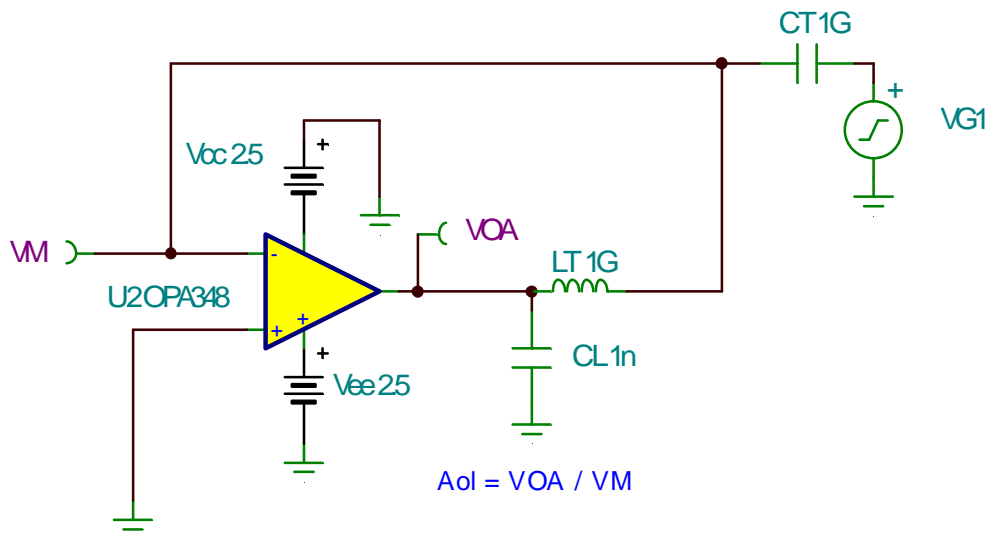 CT 1G
+
VG1
Vcc 2.5
+
VM
VOA
-
LT 1G
U2 OPA348
+
+
+
CL 1n
Vee 2.5
Aol = VOA / VM